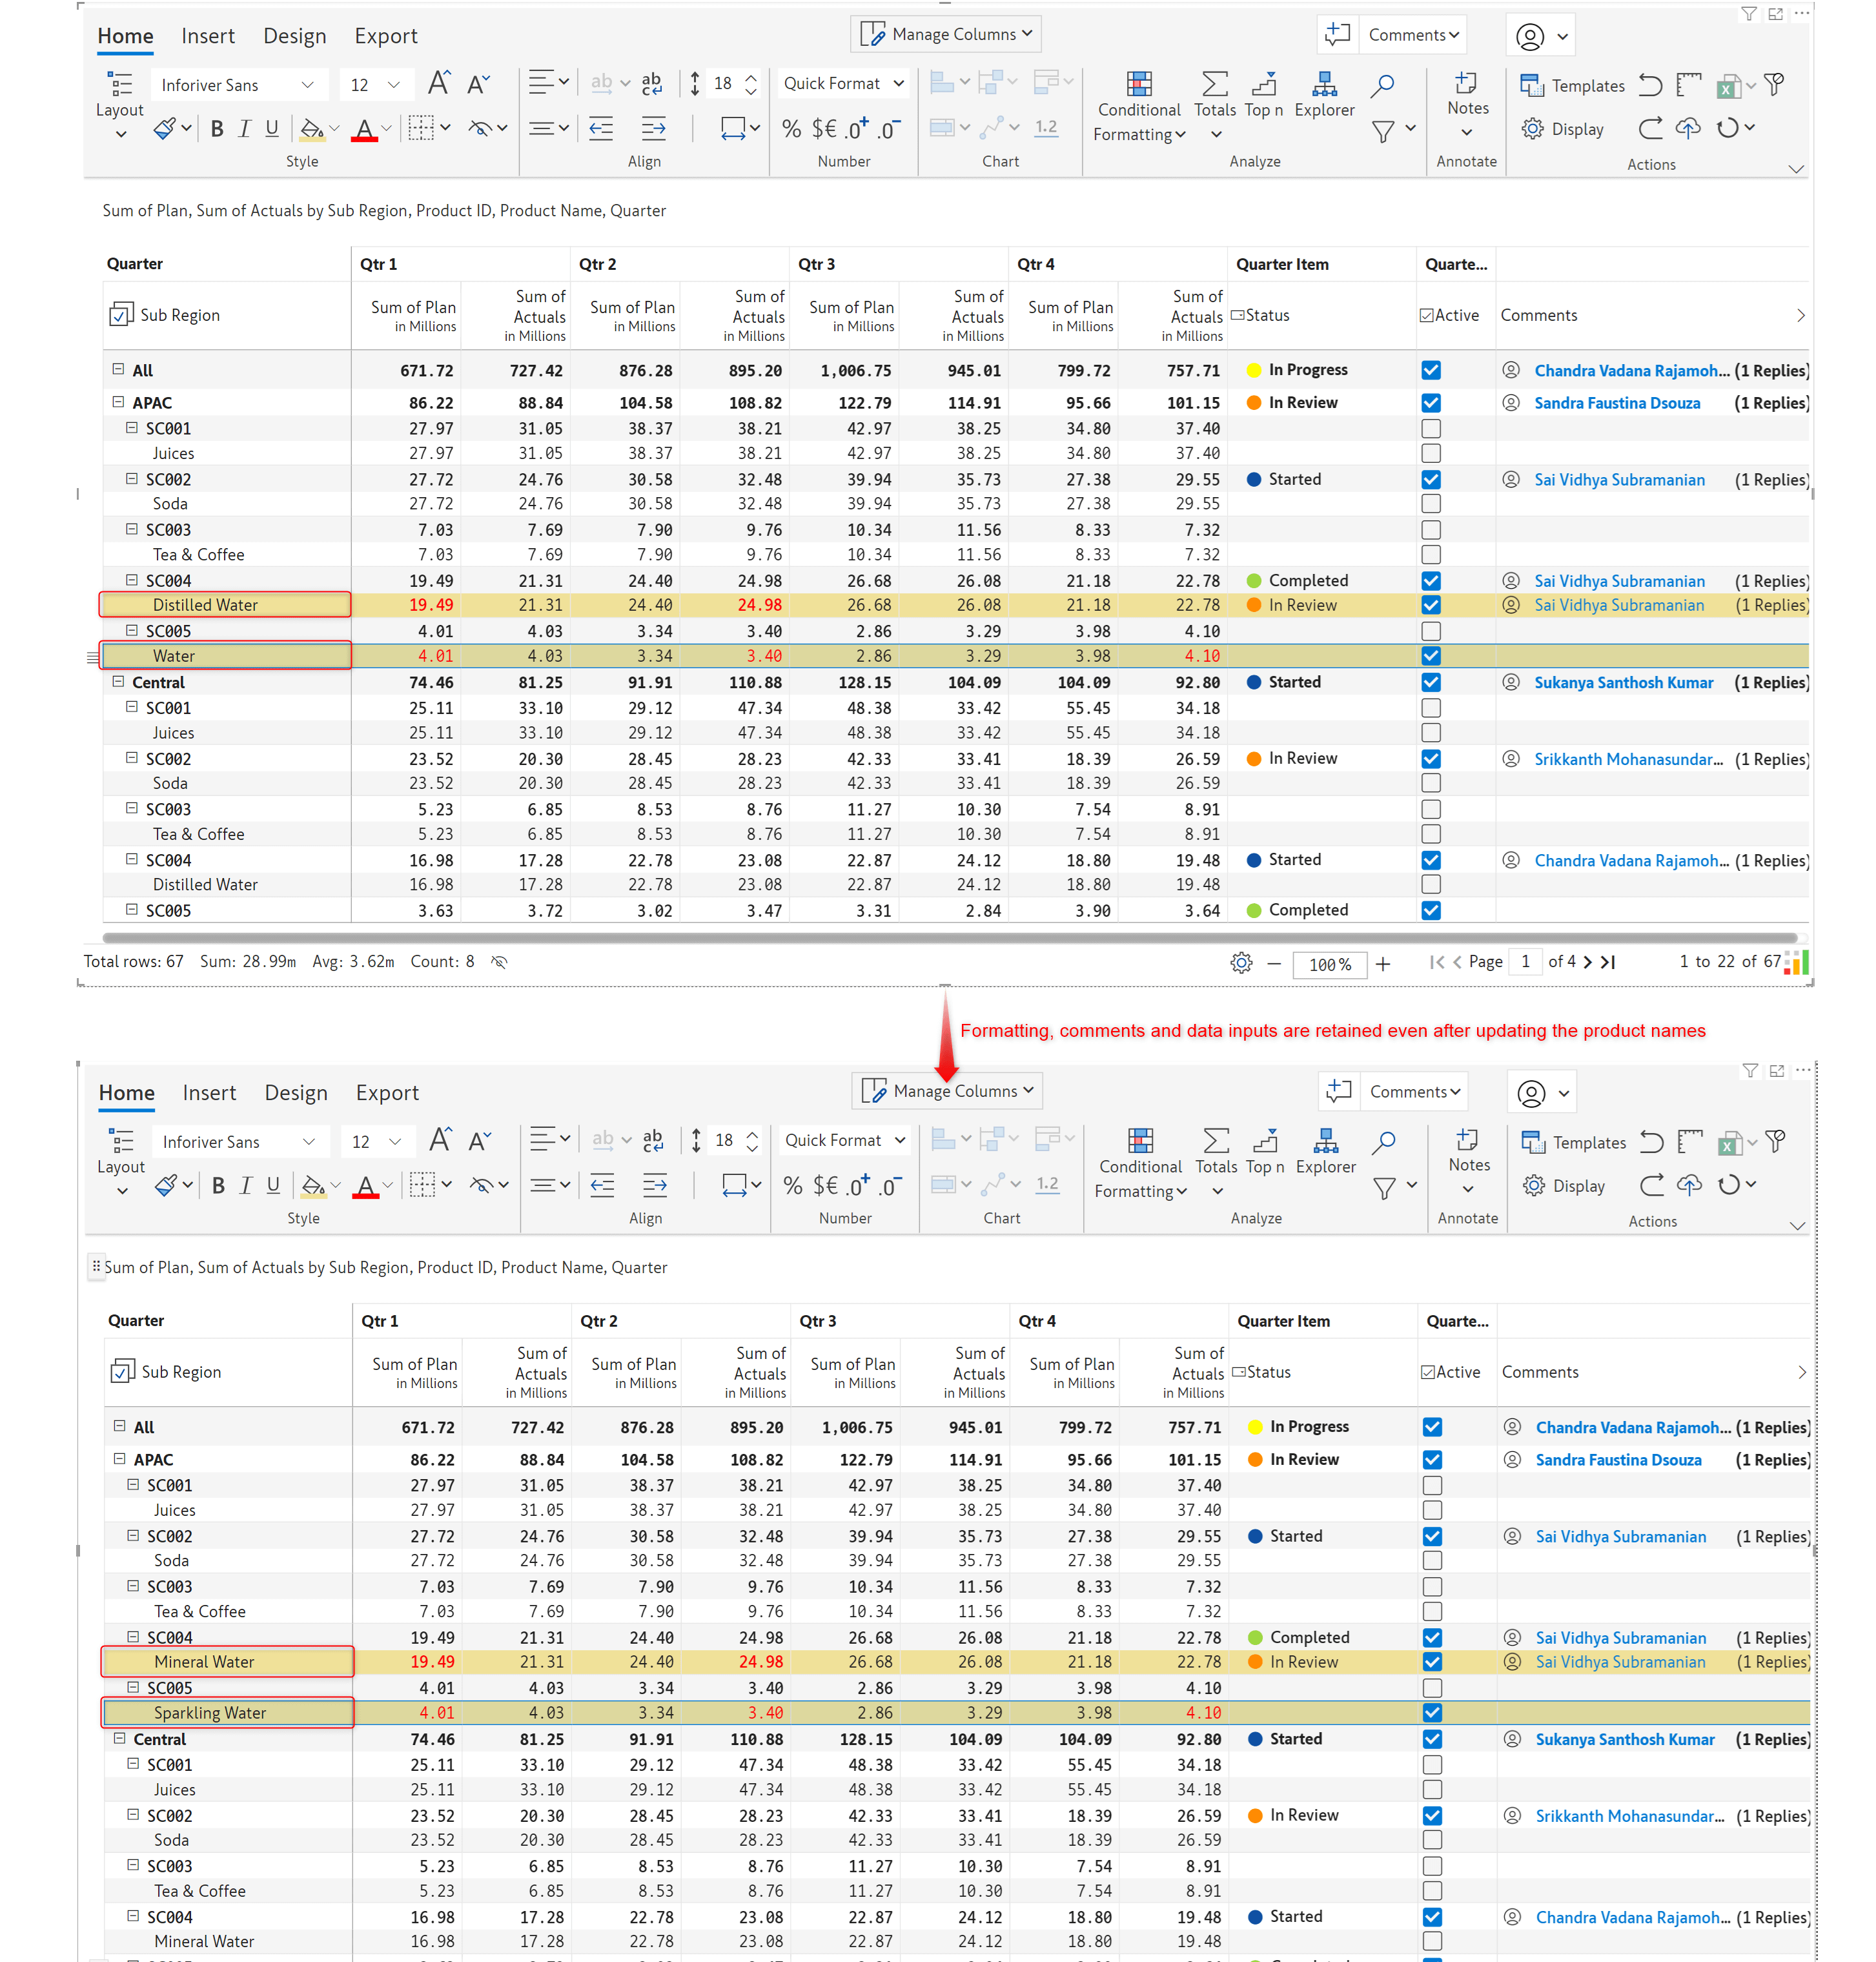 Home Insert Design Export Manage Columns Comments
Inforiver Sans 12 ab ab 18 Quick Format
Layout Conditional Totals Top n Explorer Notes Templates
Formatting Display
B I U A % $€ .0+ .0- 1.2
Style Align Number Chart Analyze Annotate Actions
Sum of Plan, Sum of Actuals by Sub Region, Product ID, Product Name, Quarter
Quarter Qtr 1 Qtr 2 Qtr 3 Qtr 4 Quarter Item Quarte...
Sub Region Sum of Plan in Millions Sum of Actuals in Millions Sum of Plan in Millions Sum of Actuals in Millions Sum of Plan in Millions Sum of Actuals in Millions Sum of Plan in Millions Sum of Actuals in Millions Status Active Comments
All 671.72 727.42 876.28 895.20 1,006.75 945.01 799.72 757.71 In Progress Chandra Vadana Rajamoh... (1 Replies)
APAC 86.22 88.84 104.58 108.82 122.79 114.91 95.66 101.15 In Review Sandra Faustina Dsouza (1 Replies)
SC001 27.97 31.05 38.37 38.21 42.97 38.25 34.80 37.40
Juices 27.97 31.05 38.37 38.21 42.97 38.25 34.80 37.40
SC002 27.72 24.76 30.58 32.48 39.94 35.73 27.38 29.55 Started Sai Vidhya Subramanian (1 Replies)
Soda 27.72 24.76 30.58 32.48 39.94 35.73 27.38 29.55
SC003 7.03 7.69 7.90 9.76 10.34 11.56 8.33 7.32
Tea & Coffee 7.03 7.69 7.90 9.76 10.34 11.56 8.33 7.32
SC004 19.49 21.31 24.40 24.98 26.68 26.08 21.18 22.78 Completed Sai Vidhya Subramanian (1 Replies)
Distilled Water 19.49 21.31 24.40 24.98 26.68 26.08 21.18 22.78 In Review Sai Vidhya Subramanian (1 Replies)
SC005 4.01 4.03 3.34 3.40 2.86 3.29 3.98 4.10
Water 4.01 4.03 3.34 3.40 2.86 3.29 3.98 4.10
Central 74.46 81.25 91.91 110.88 128.15 104.09 104.09 92.80 Started Sukanya Santhosh Kumar (1 Replies)
SC001 25.11 33.10 29.12 47.34 48.38 33.42 55.45 34.18
Juices 25.11 33.10 29.12 47.34 48.38 33.42 55.45 34.18
SC002 23.52 20.30 28.45 28.23 42.33 33.41 18.39 26.59 In Review Srikkanth Mohanasundar... (1 Replies)
Soda 23.52 20.30 28.45 28.23 42.33 33.41 18.39 26.59
SC003 5.23 6.85 8.53 8.76 11.27 10.30 7.54 8.91
Tea & Coffee 5.23 6.85 8.53 8.76 11.27 10.30 7.54 8.91
SC004 16.98 17.28 22.78 23.08 22.87 24.12 18.80 19.48 Started Chandra Vadana Rajamoh... (1 Replies)
Distilled Water 16.98 17.28 22.78 23.08 22.87 24.12 18.80 19.48
SC005 3.63 3.72 3.02 3.47 3.31 2.84 3.90 3.64 Completed
Total rows: 67 Sum: 28.99m Avg: 3.62m Count: 8 100% Page 1 of 4 1 to 22 of 67
Formatting, comments and data inputs are retained even after updating the product names
Home Insert Design Export Manage Columns Comments
Inforiver Sans 12 ab ab 18 Quick Format
Layout Conditional Totals Top n Explorer Notes Templates
Formatting Display
B I U A % $€ .0+ .0- 1.2
Style Align Number Chart Analyze Annotate Actions
Sum of Plan, Sum of Actuals by Sub Region, Product ID, Product Name, Quarter
Quarter Qtr 1 Qtr 2 Qtr 3 Qtr 4 Quarter Item Quarte...
Sub Region Sum of Plan in Millions Sum of Actuals in Millions Sum of Plan in Millions Sum of Actuals in Millions Sum of Plan in Millions Sum of Actuals in Millions Sum of Plan in Millions Sum of Actuals in Millions Status Active Comments
All 671.72 727.42 876.28 895.20 1,006.75 945.01 799.72 757.71 In Progress Chandra Vadana Rajamoh... (1 Replies)
APAC 86.22 88.84 104.58 108.82 122.79 114.91 95.66 101.15 In Review Sandra Faustina Dsouza (1 Replies)
SC001 27.97 31.05 38.37 38.21 42.97 38.25 34.80 37.40
Juices 27.97 31.05 38.37 38.21 42.97 38.25 34.80 37.40
SC002 27.72 24.76 30.58 32.48 39.94 35.73 27.38 29.55 Started Sai Vidhya Subramanian (1 Replies)
Soda 27.72 24.76 30.58 32.48 39.94 35.73 27.38 29.55
SC003 7.03 7.69 7.90 9.76 10.34 11.56 8.33 7.32
Tea & Coffee 7.03 7.69 7.90 9.76 10.34 11.56 8.33 7.32
SC004 19.49 21.31 24.40 24.98 26.68 26.08 21.18 22.78 Completed Sai Vidhya Subramanian (1 Replies)
Mineral Water 19.49 21.31 24.40 24.98 26.68 26.08 21.18 22.78 In Review Sai Vidhya Subramanian (1 Replies)
SC005 4.01 4.03 3.34 3.40 2.86 3.29 3.98 4.10
Sparkling Water 4.01 4.03 3.34 3.40 2.86 3.29 3.98 4.10
Central 74.46 81.25 91.91 110.88 128.15 104.09 104.09 92.80 Started Sukanya Santhosh Kumar (1 Replies)
SC001 25.11 33.10 29.12 47.34 48.38 33.42 55.45 34.18
Juices 25.11 33.10 29.12 47.34 48.38 33.42 55.45 34.18
SC002 23.52 20.30 28.45 28.23 42.33 33.41 18.39 26.59 In Review Srikkanth Mohanasundar... (1 Replies)
Soda 23.52 20.30 28.45 28.23 42.33 33.41 18.39 26.59
SC003 5.23 6.85 8.53 8.76 11.27 10.30 7.54 8.91
Tea & Coffee 5.23 6.85 8.53 8.76 11.27 10.30 7.54 8.91
SC004 16.98 17.28 22.78 23.08 22.87 24.12 18.80 19.48 Started Chandra Vadana Rajamoh... (1 Replies)
Mineral Water 16.98 17.28 22.78 23.08 22.87 24.12 18.80 19.48